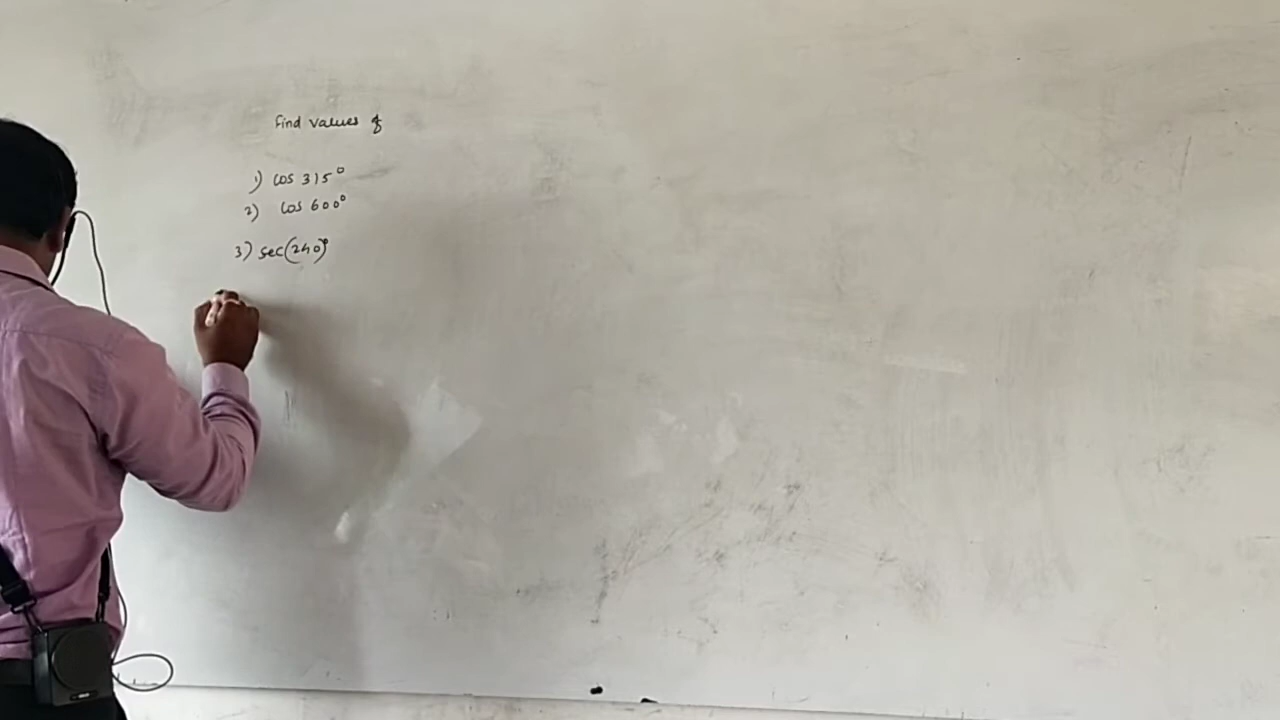 Find values of
1) cos 315°
2) cos 600°
3) sec(240°)